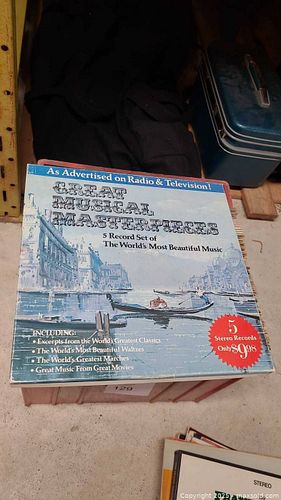 As Advertised on Radio & Television!
GREAT
MUSICAL
MASTERPIECES
5 Record Set of
The World's Most Beautiful Music
INCLUDING:
• Excerpts from the World's Greatest Classics
• The World's Most Beautiful Waltzes
• The World's Greatest Marches
• Great Music From Great Movies
5
Stereo Records
Only $9.98
129
STEREO